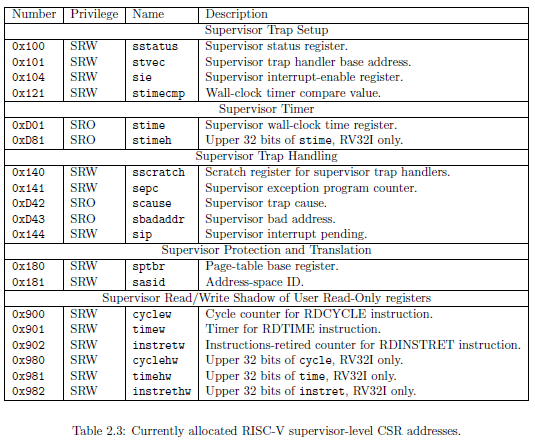 Number Privilege Name Description
Supervisor Trap Setup
0x100 SRW sstatus Supervisor status register.
0x101 SRW stvec Supervisor trap handler base address.
0x104 SRW sie Supervisor interrupt-enable register.
0x121 SRW stimecmp Wall-clock timer compare value.
Supervisor Timer
0xD01 SRO stime Supervisor wall-clock time register.
0xD81 SRO stimeh Upper 32 bits of stime, RV32I only.
Supervisor Trap Handling
0x140 SRW sscratch Scratch register for supervisor trap handlers.
0x141 SRW sepc Supervisor exception program counter.
0xD42 SRO scause Supervisor trap cause.
0xD43 SRO sbadaddr Supervisor bad address.
0x144 SRW sip Supervisor interrupt pending.
Supervisor Protection and Translation
0x180 SRW sptbr Page-table base register.
0x181 SRW sasid Address-space ID.
Supervisor Read/Write Shadow of User Read-Only registers
0x900 SRW cyclew Cycle counter for RDCYCLE instruction.
0x901 SRW timew Timer for RDTIME instruction.
0x902 SRW instretw Instructions-retired counter for RDINSTRET instruction.
0x980 SRW cyclehw Upper 32 bits of cycle, RV32I only.
0x981 SRW timehw Upper 32 bits of time, RV32I only.
0x982 SRW instrethw Upper 32 bits of instret, RV32I only.
Table 2.3: Currently allocated RISC-V supervisor-level CSR addresses.